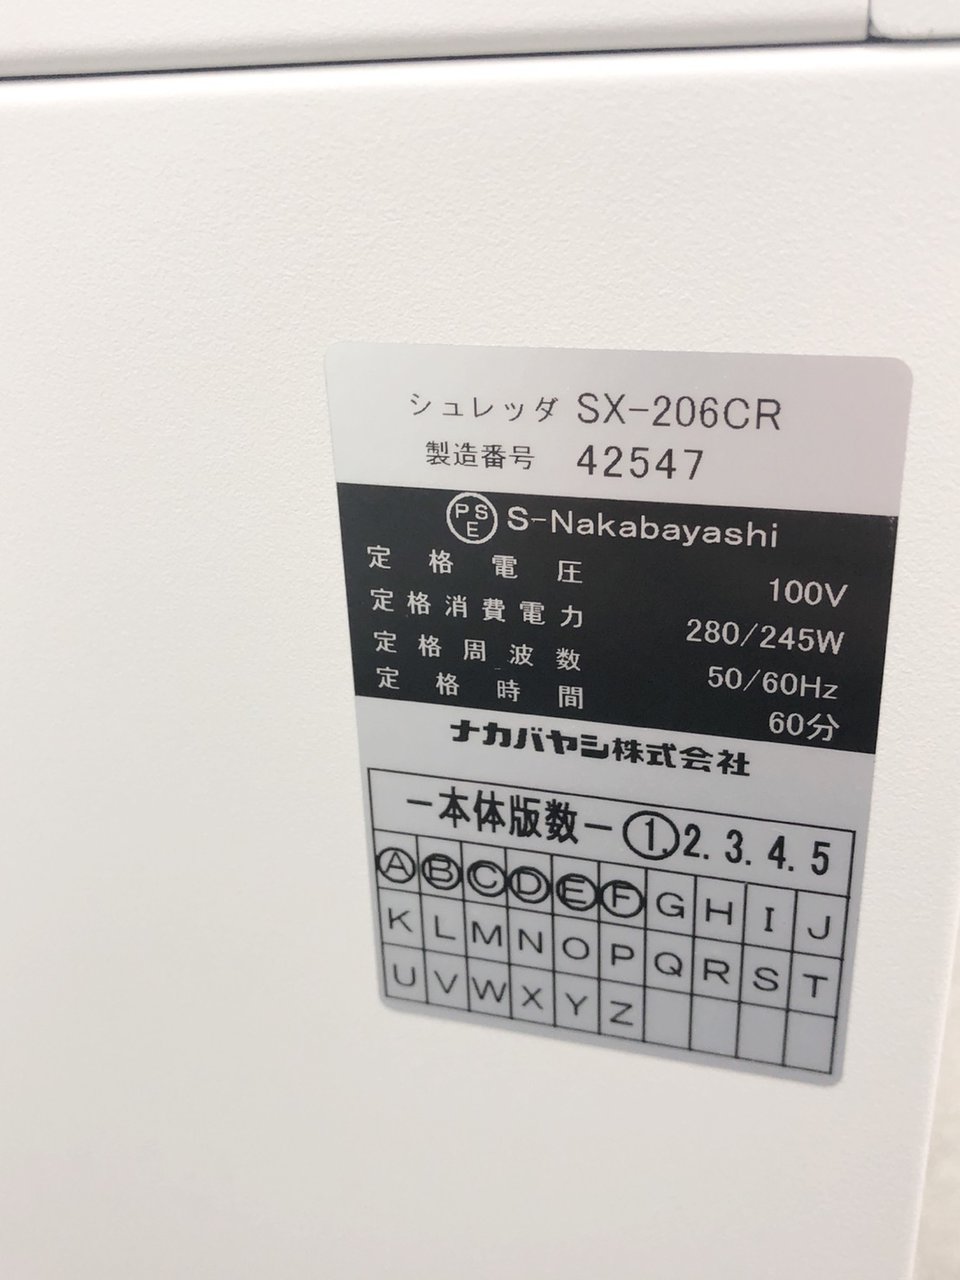 シュレッダ SX-206CR
製造番号 42547
PSE S-Nakabayashi
定格電圧 100V
定格消費電力 280/245W
定格周波数 50/60Hz
定格時間 60分
ナカバヤシ株式会社
－本体版数－ 1. 2. 3. 4. 5
A B C D E F G H I J
K L M N O P Q R S T
U V W X Y Z